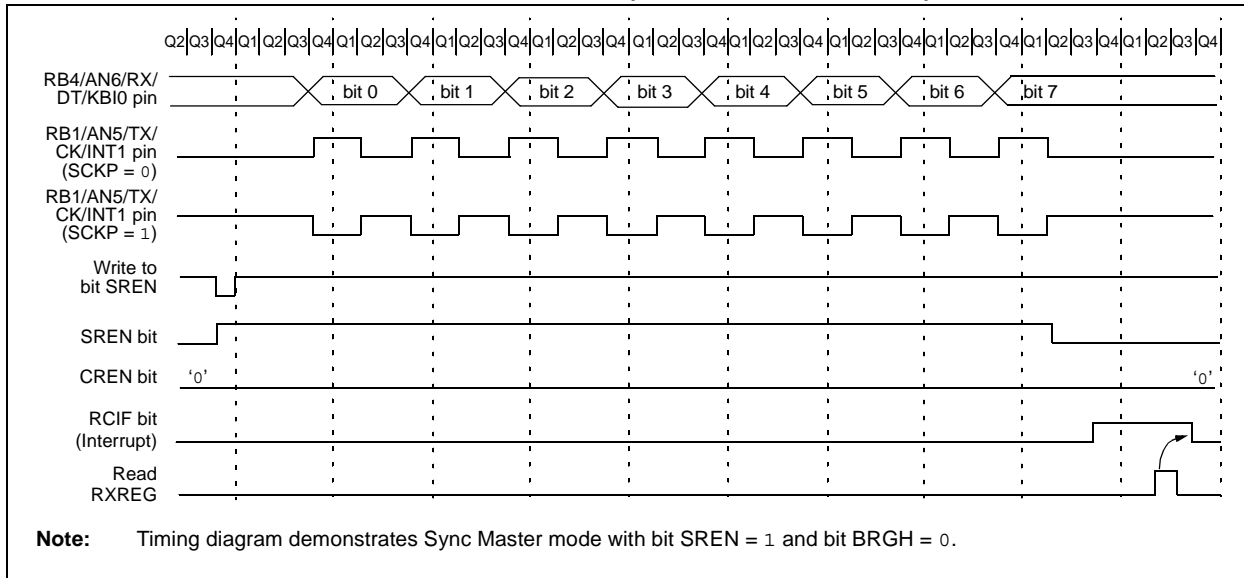 Q2 Q3 Q4 Q1 Q2 Q3 Q4 Q1 Q2 Q3 Q4 Q1 Q2 Q3 Q4 Q1 Q2 Q3 Q4 Q1 Q2 Q3 Q4 Q1 Q2 Q3 Q4 Q1 Q2 Q3 Q4 Q1 Q2 Q3 Q4 Q1 Q2 Q3 Q4 Q1 Q2 Q3 Q4
RB4/AN6/RX/
DT/KBI0 pin
bit 0 bit 1 bit 2 bit 3 bit 4 bit 5 bit 6 bit 7
RB1/AN5/TX/
CK/INT1 pin
(SCKP = 0)
RB1/AN5/TX/
CK/INT1 pin
(SCKP = 1)
Write to
bit SREN
SREN bit
CREN bit ‘0’ ‘0’
RCIF bit
(Interrupt)
Read
RXREG
Note: Timing diagram demonstrates Sync Master mode with bit SREN = 1 and bit BRGH = 0.